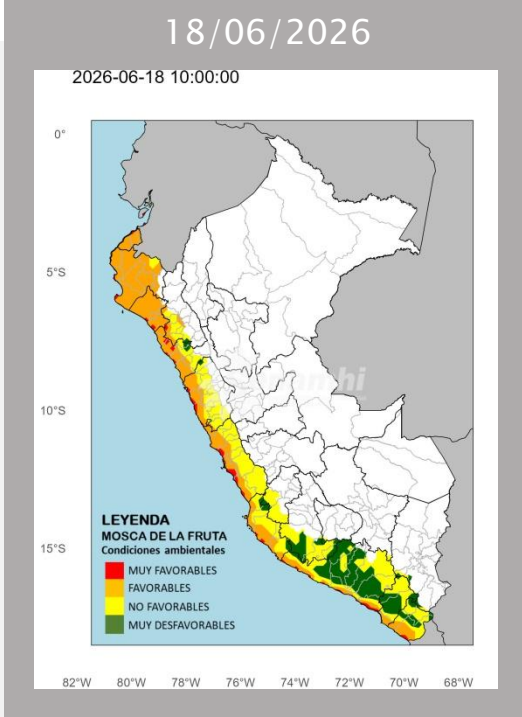 18/06/2026
2026-06-18 10:00:00
0°
5°S
10°S
15°S
LEYENDA
MOSCA DE LA FRUTA
Condiciones ambientales
MUY FAVORABLES
FAVORABLES
NO FAVORABLES
MUY DESFAVORABLES
82°W 80°W 78°W 76°W 74°W 72°W 70°W 68°W